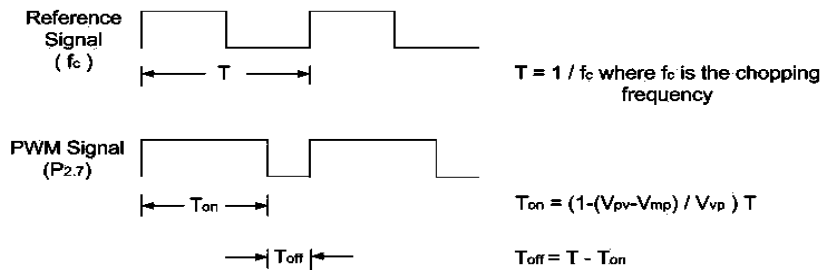 Reference
Signal
( fc )
T
T = 1 / fc where fc is the chopping
frequency
PWM Signal
(P2.7)
Ton
Ton = (1-(Vpv-Vmp) / Vvp ) T
Toff
Toff = T - Ton